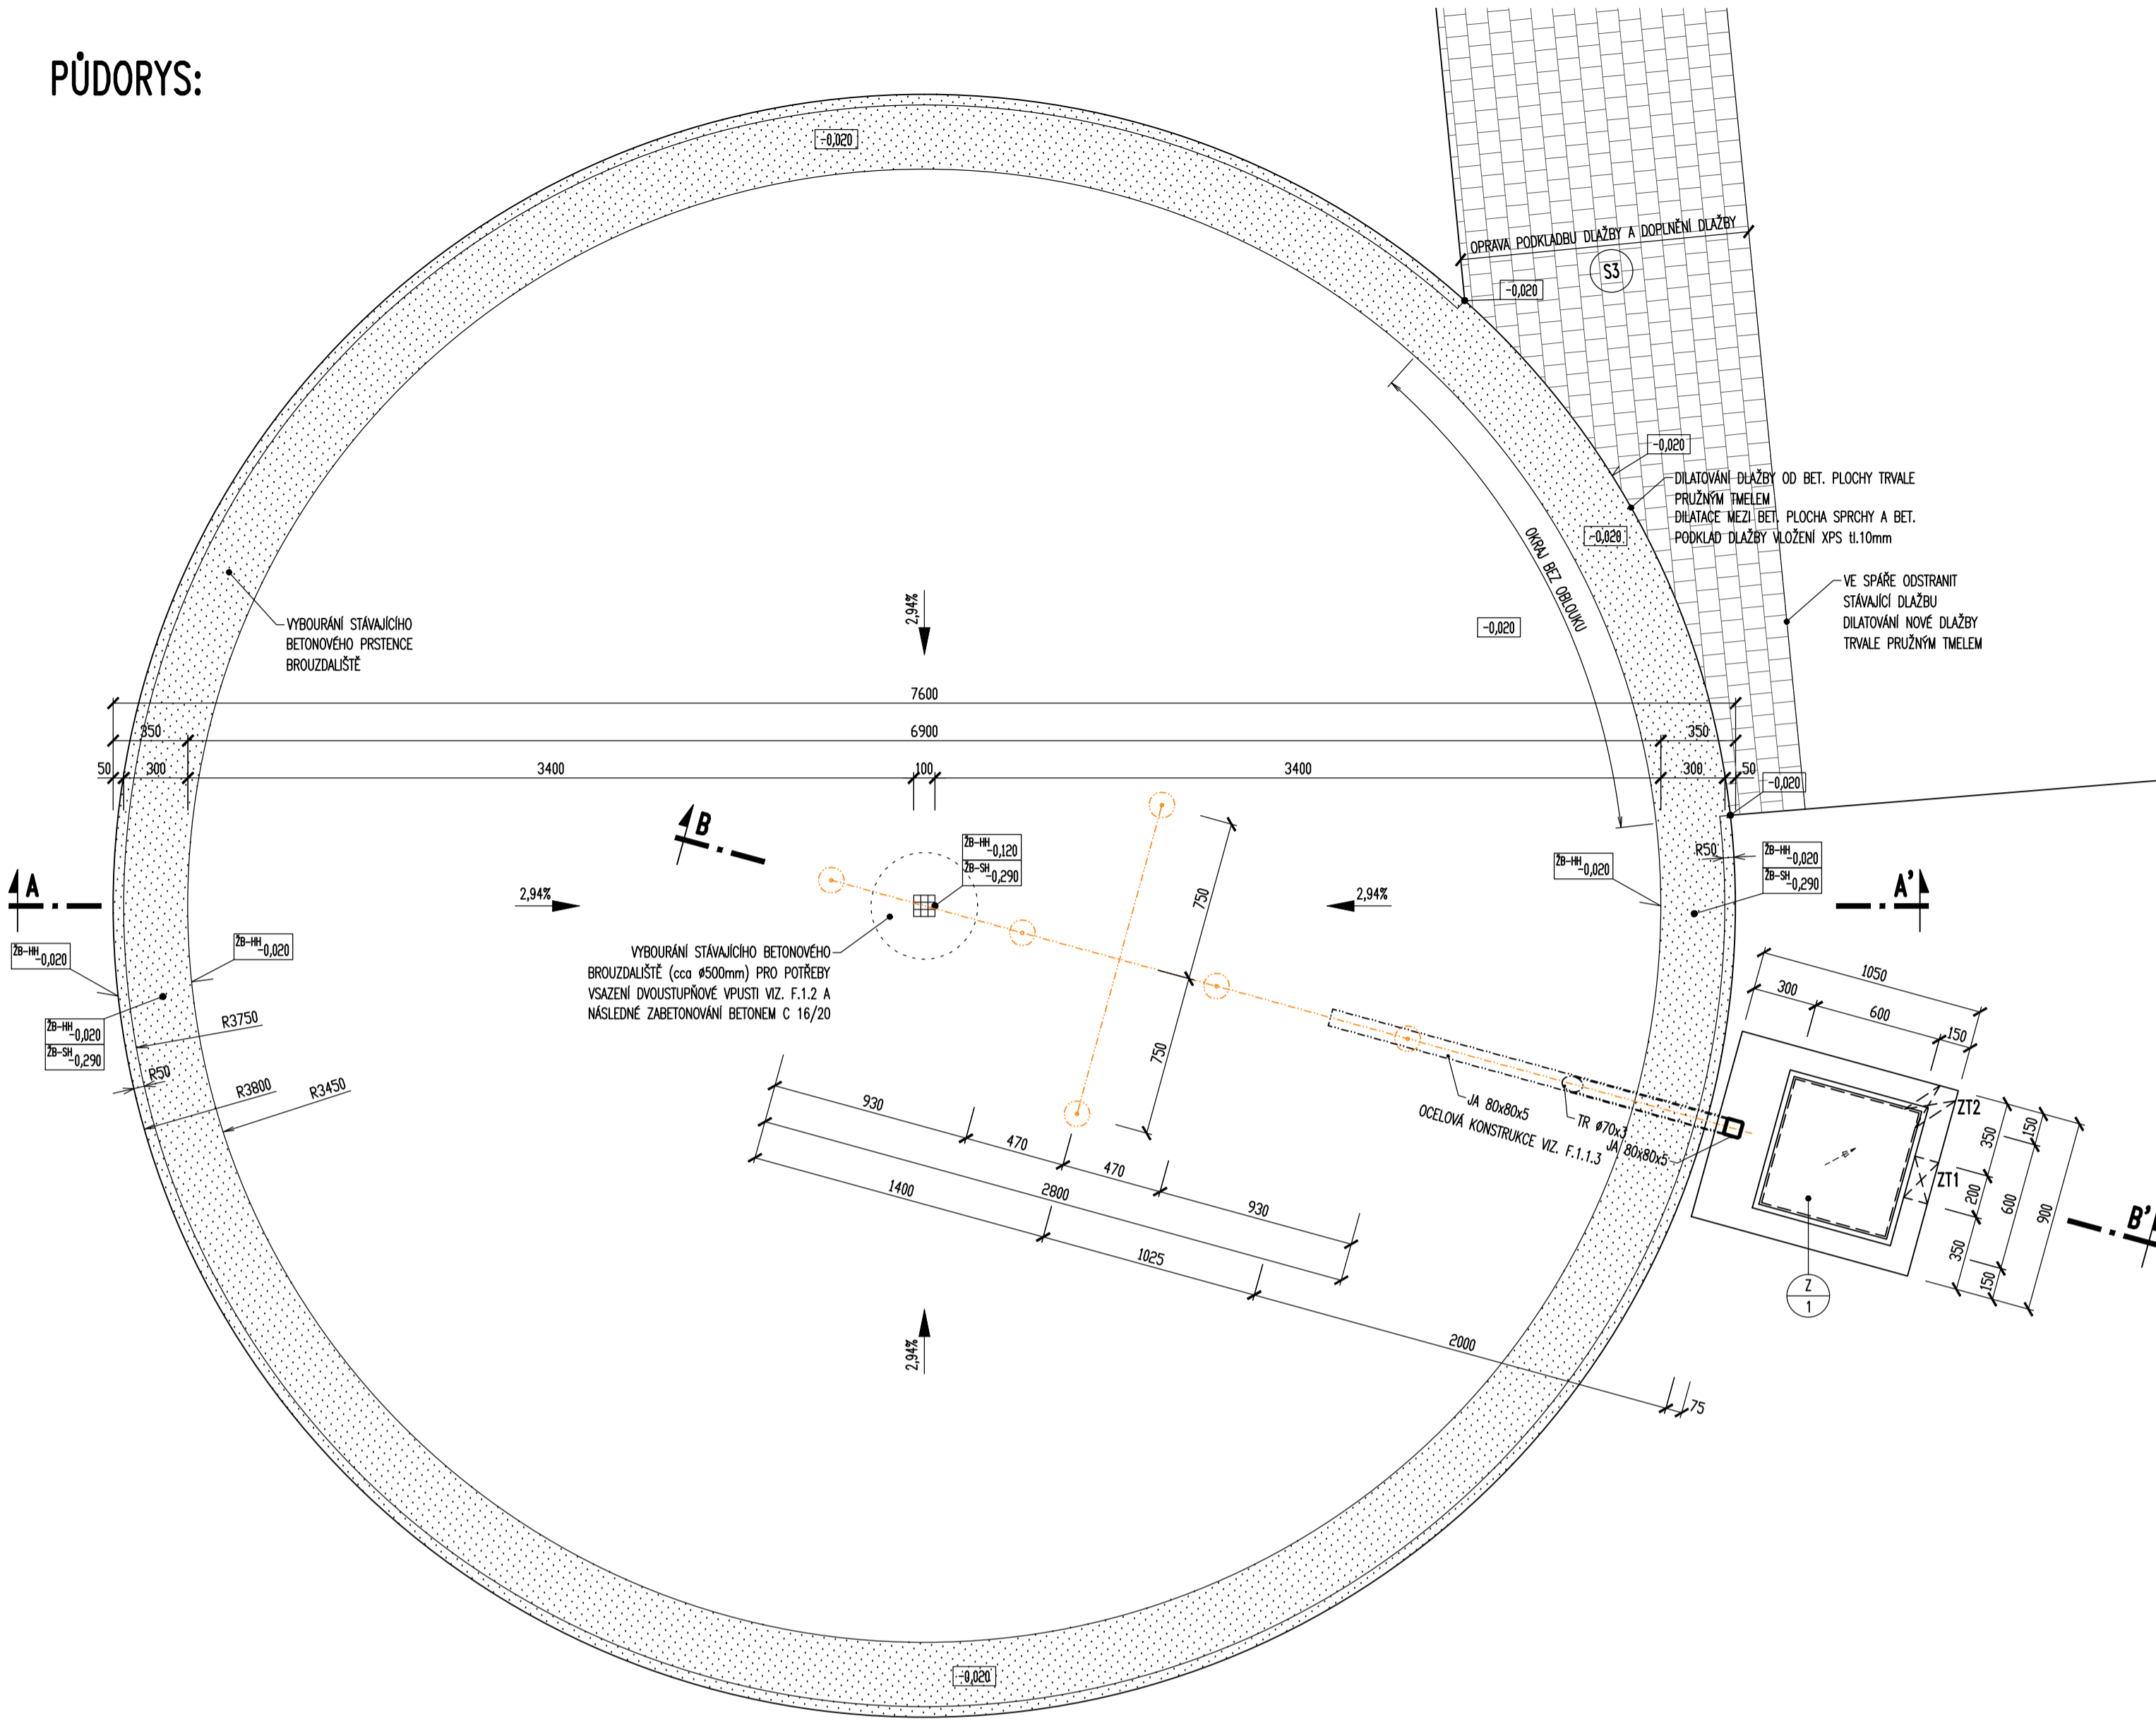 PŮDORYS:
-0,020
OPRAVA PODKLADBU DLAŽBY A DOPLNĚNÍ DLAŽBY
S3
-0,020
-0,020
DILATOVÁNÍ DLAŽBY OD BET. PLOCHY TRVALE
PRUŽNÝM TMELEM
DILATACE MEZI BET. PLOCHA SPRCHY A BET.
PODKLAD DLAŽBY VLOŽENÍ XPS tl.10mm
-0,020
OKRAJ BEZ OBLOUKU
VE SPÁŘE ODSTRANIT
STÁVAJÍCÍ DLAŽBU
DILATOVÁNÍ NOVÉ DLAŽBY
TRVALE PRUŽNÝM TMELEM
-0,020
VYBOURÁNÍ STÁVAJÍCÍHO
BETONOVÉHO PRSTENCE
BROUZDALIŠTĚ
2,94%
7600
350
6900
350
50
300
3400
100
3400
300
50
-0,020
B
ŽB-HH -0,120
ŽB-SH -0,290
R50
ŽB-HH -0,020
ŽB-HH -0,020
ŽB-SH -0,290
A
2,94%
2,94%
A'
750
750
ŽB-HH -0,020
ŽB-HH -0,020
VYBOURÁNÍ STÁVAJÍCÍHO BETONOVÉHO
BROUZDALIŠTĚ (cca ø500mm) PRO POTŘEBY
VSAZENÍ DVOUSTUPŇOVÉ VPUSTI VIZ. F.1.2 A
NÁSLEDNÉ ZABETONOVÁNÍ BETONEM C 16/20
ŽB-HH -0,020
ŽB-SH -0,290
R3750
R50
R3800
R3450
1050
300
600
150
JA 80x80x5
TR ø70x3
OCELOVÁ KONSTRUKCE VIZ. F.1.1.3
JA 80x80x5
ZT2
ZT1
350
150
200
600
900
350
150
B'
Z
1
930
470
470
930
2800
1400
1025
2000
75
2,94%
-0,020